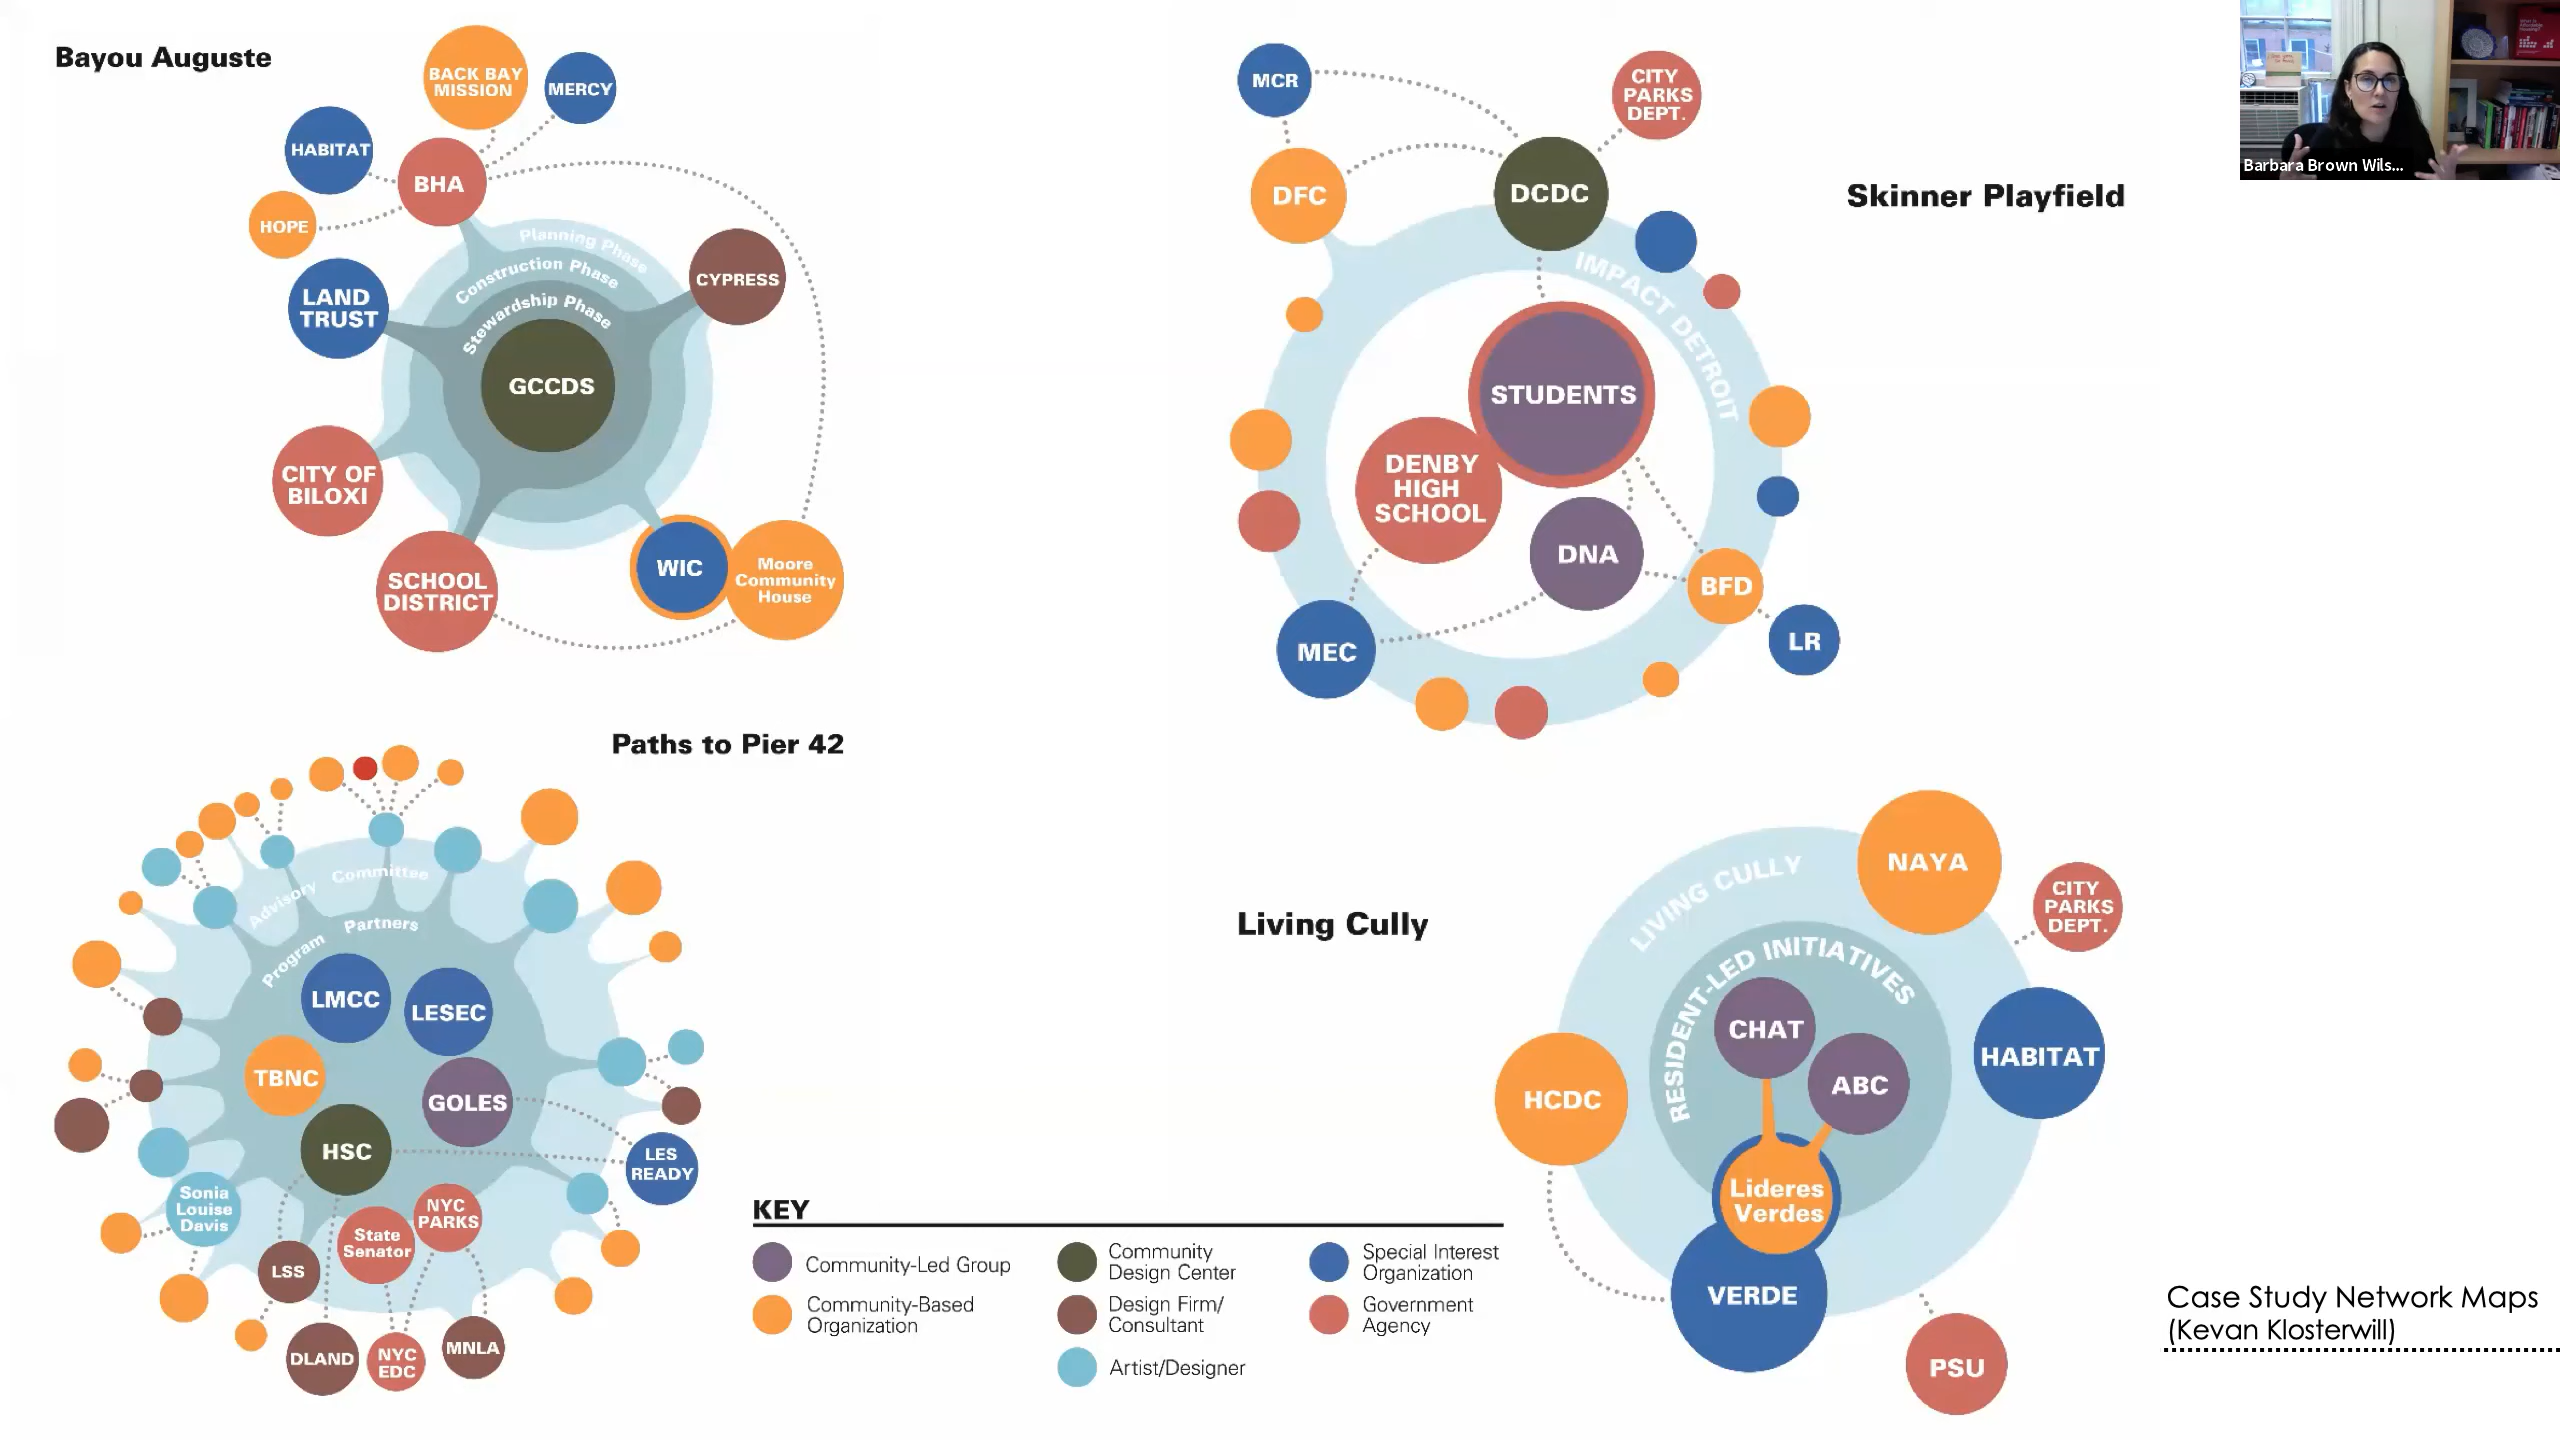 Bayou Auguste
BACK BAY
MISSION
MERCY
HABITAT
BHA
HOPE
Planning Phase
Construction Phase
Stewardship Phase
CYPRESS
LAND
TRUST
GCCDS
CITY OF
BILOXI
SCHOOL
DISTRICT
WIC
Moore
Community
House
MCR
CITY
PARKS
DEPT.
DFC
DCDC
Skinner Playfield
IMPACT DETROIT
STUDENTS
DENBY
HIGH
SCHOOL
DNA
BFD
MEC
LR
Barbara Brown Wils...
Paths to Pier 42
Advisory Committee
Program Partners
LMCC
LESEC
TBNC
GOLES
HSC
LES
READY
Sonia
Louise
Davis
State
Senator
NYC
PARKS
LSS
DLAND
NYC
EDC
MNLA
Living Cully
LIVING CULLY
NAYA
CITY
PARKS
DEPT.
RESIDENT-LED INITIATIVES
CHAT
ABC
HABITAT
HCDC
Lideres
Verdes
VERDE
PSU
KEY
Community-Led Group
Community-Based
Organization
Community
Design Center
Design Firm/
Consultant
Artist/Designer
Special Interest
Organization
Government
Agency
Case Study Network Maps
(Kevan Klosterwill)